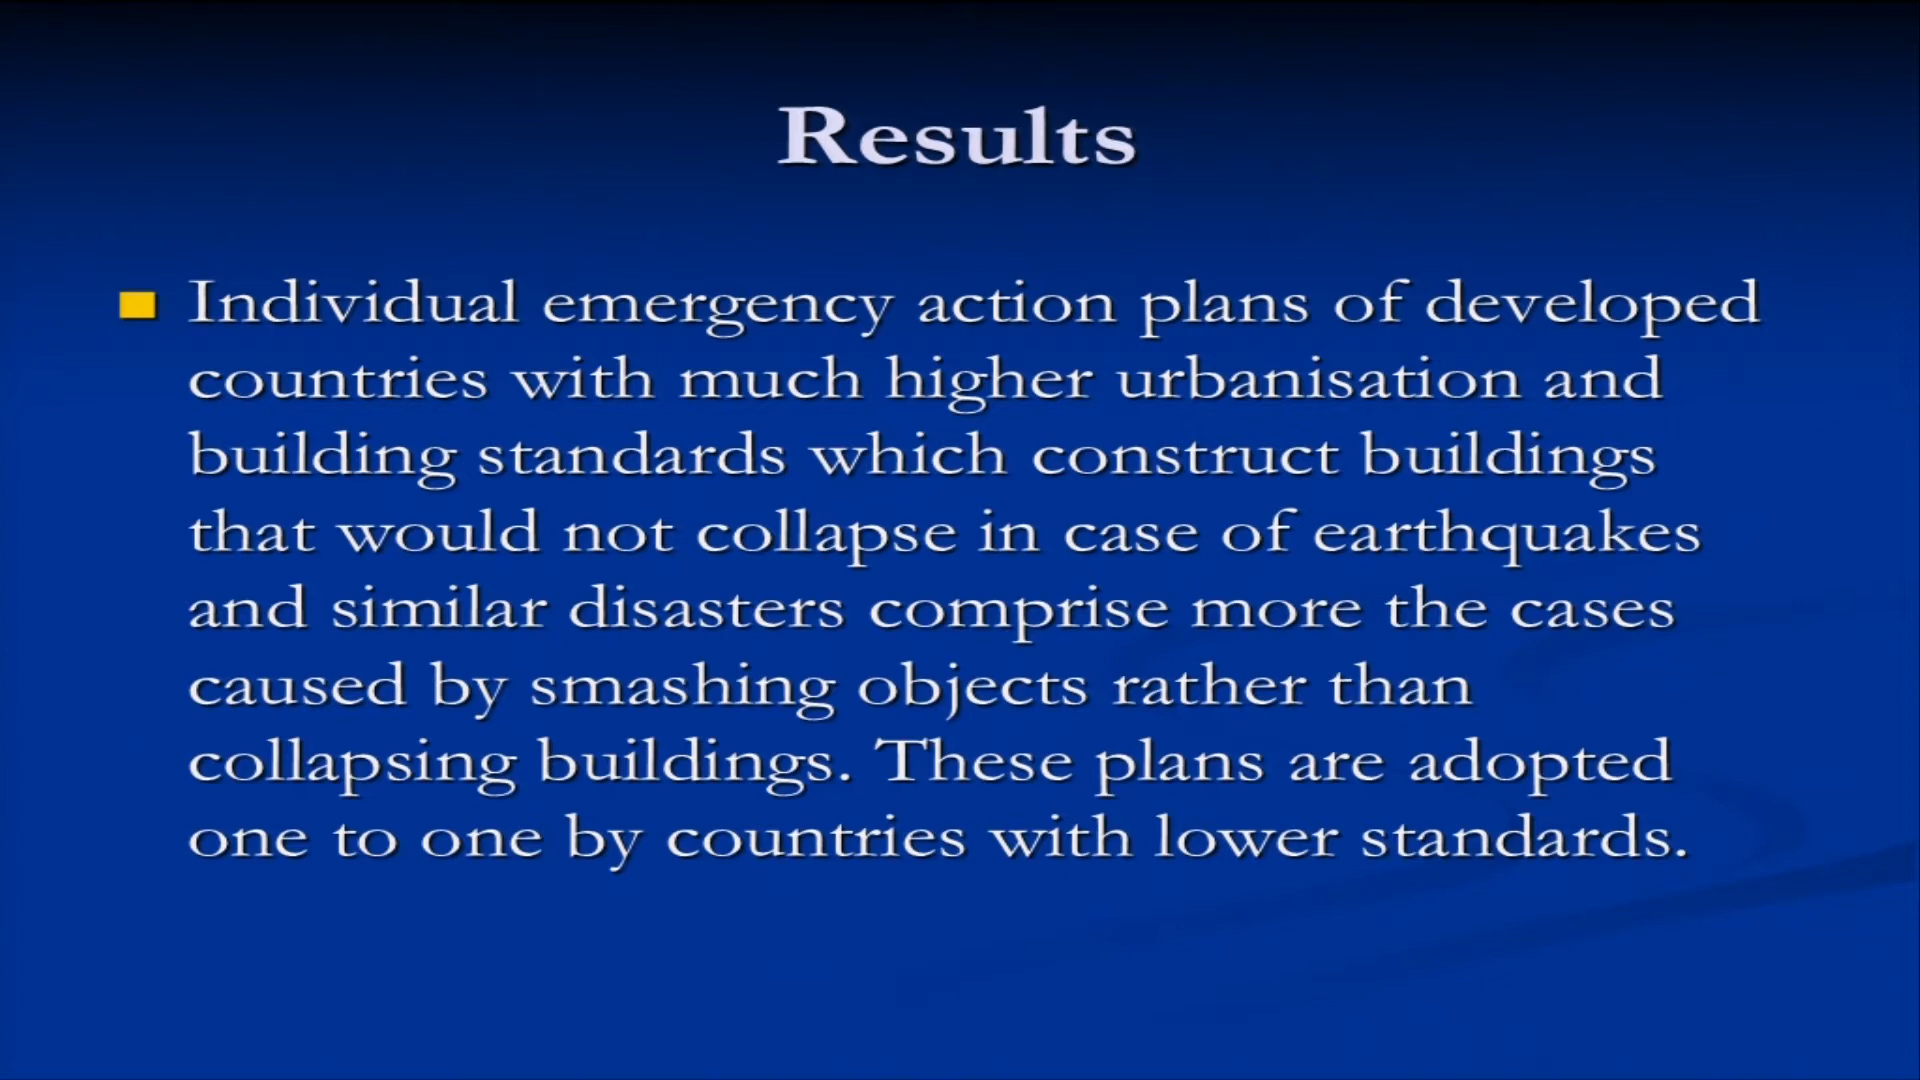 Results
Individual emergency action plans of developed
countries with much higher urbanisation and
building standards which construct buildings
that would not collapse in case of earthquakes
and similar disasters comprise more the cases
caused by smashing objects rather than
collapsing buildings. These plans are adopted
one to one by countries with lower standards.